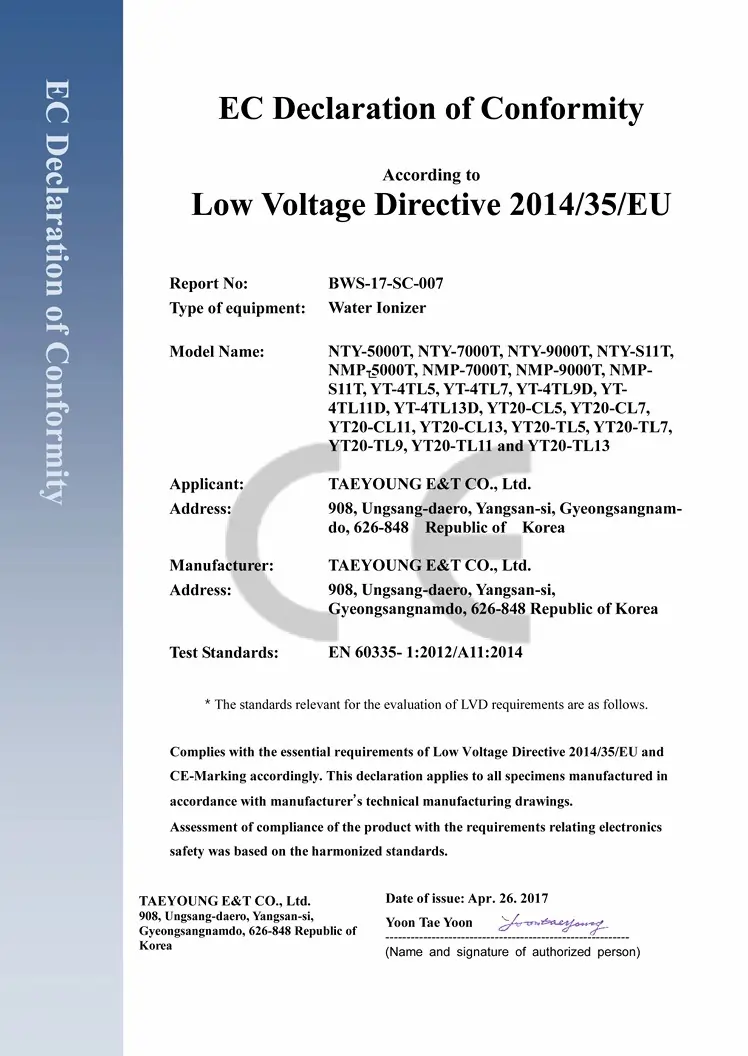 EC Declaration of Conformity
EC Declaration of Conformity
According to
Low Voltage Directive 2014/35/EU
Report No: BWS-17-SC-007
Type of equipment: Water Ionizer
Model Name: NTY-5000T, NTY-7000T, NTY-9000T, NTY-S11T,
NMP-5000T, NMP-7000T, NMP-9000T, NMP-
S11T, YT-4TL5, YT-4TL7, YT-4TL9D, YT-
4TL11D, YT-4TL13D, YT20-CL5, YT20-CL7,
YT20-CL11, YT20-CL13, YT20-TL5, YT20-TL7,
YT20-TL9, YT20-TL11 and YT20-TL13
CE
Applicant: TAEYOUNG E&T CO., Ltd.
Address: 908, Ungsang-daero, Yangsan-si, Gyeongsangnam-
do, 626-848 Republic of Korea
Manufacturer: TAEYOUNG E&T CO., Ltd.
Address: 908, Ungsang-daero, Yangsan-si,
Gyeongsangnamdo, 626-848 Republic of Korea
Test Standards: EN 60335- 1:2012/A11:2014
* The standards relevant for the evaluation of LVD requirements are as follows.
Complies with the essential requirements of Low Voltage Directive 2014/35/EU and
CE-Marking accordingly. This declaration applies to all specimens manufactured in
accordance with manufacturer's technical manufacturing drawings.
Assessment of compliance of the product with the requirements relating electronics
safety was based on the harmonized standards.
TAEYOUNG E&T CO., Ltd.
908, Ungsang-daero, Yangsan-si,
Gyeongsangnamdo, 626-848 Republic of
Korea
Date of issue: Apr. 26. 2017
Yoon Tae Yoon Yoontaeyoung
(Name and signature of authorized person)